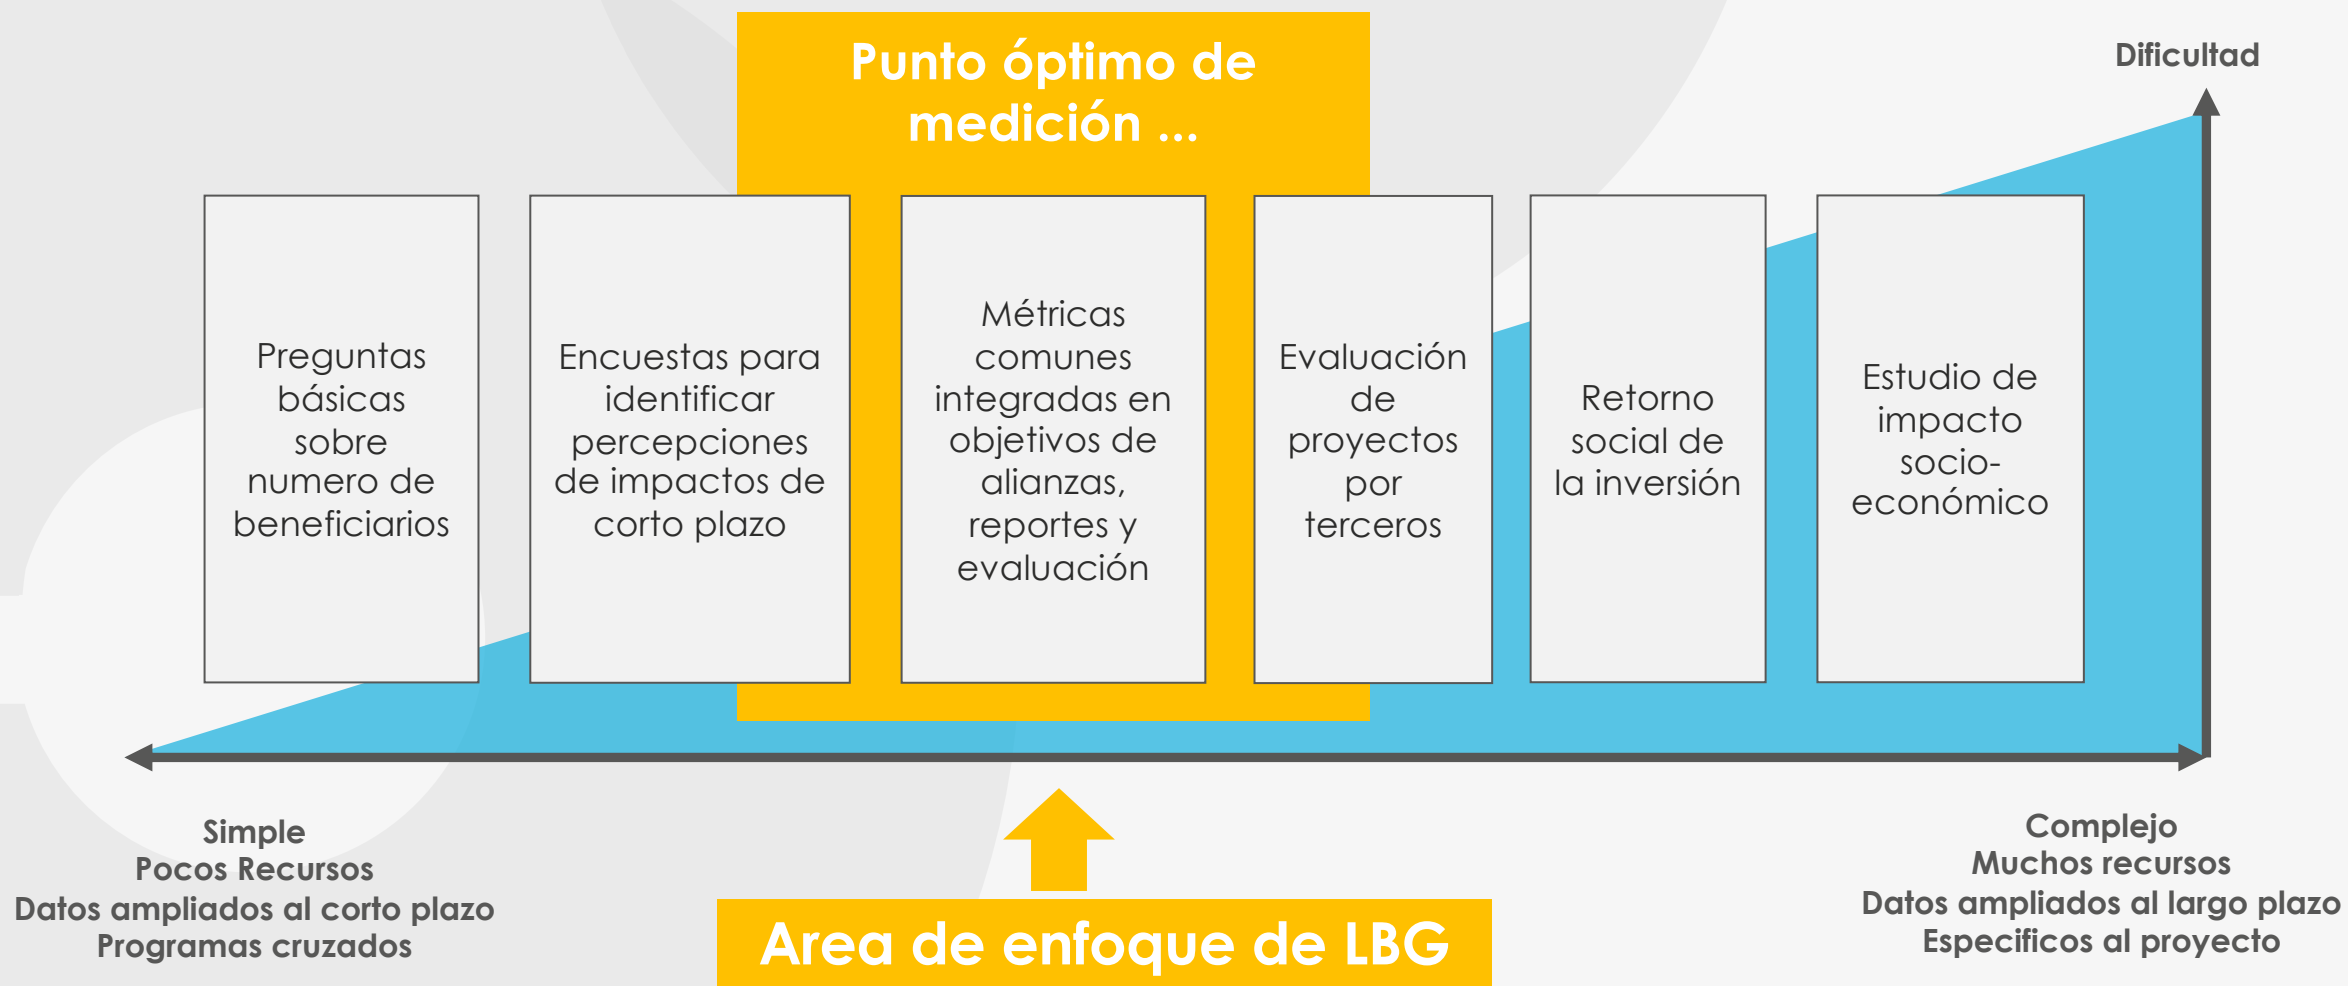 Punto óptimo de
medición ...
Dificultad
Preguntas
básicas
sobre
numero de
beneficiarios
Encuestas para
identificar
percepciones
de impactos de
corto plazo
Métricas
comunes
integradas en
objetivos de
alianzas,
reportes y
evaluación
Evaluación
de
proyectos
por
terceros
Retorno
social de
la inversión
Estudio de
impacto
socio-
económico
Simple
Pocos Recursos
Datos ampliados al corto plazo
Programas cruzados
Area de enfoque de LBG
Complejo
Muchos recursos
Datos ampliados al largo plazo
Especificos al proyecto